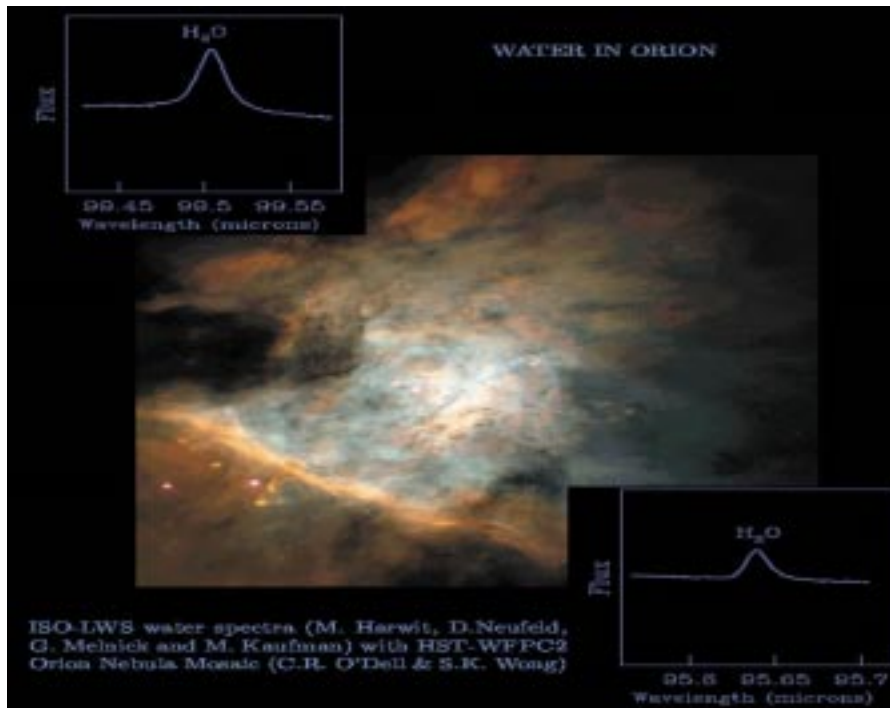 H₂O
WATER IN ORION
Flux
99.45 99.5 99.55
Wavelength (microns)
H₂O
Flux
ISO-LWS water spectra (M. Harwit, D.Neufeld,
G. Melnick and M. Kaufman) with HST-WFPC2
Orion Nebula Mosaic (C.R. O'Dell & S.K. Wong)
95.6 95.65 95.7
Wavelength (microns)